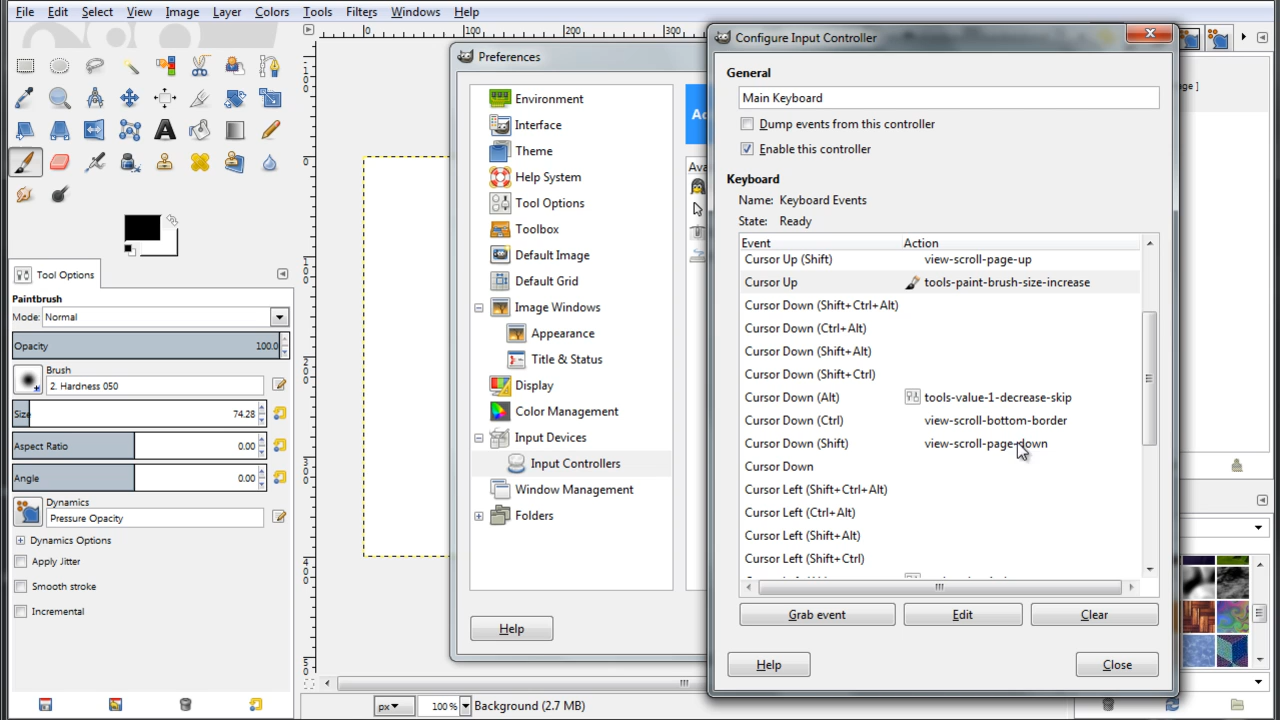 File Edit Select View Image Layer Colors Tools Filters Windows Help
0 100 200 300
Tool Options
Paintbrush
Mode: Normal
Opacity 100.0
Brush
2. Hardness 050
Size 74.28
Aspect Ratio 0.00
Angle 0.00
Dynamics
Pressure Opacity
Dynamics Options
Apply Jitter
Smooth stroke
Incremental
0
100
200
300
400
px 100% Background (2.7 MB)
Preferences
Environment
Interface
Theme
Help System
Tool Options
Toolbox
Default Image
Default Grid
Image Windows
Appearance
Title & Status
Display
Color Management
Input Devices
Input Controllers
Window Management
Folders
Help
Configure Input Controller
General
Main Keyboard
Dump events from this controller
Enable this controller
Keyboard
Name: Keyboard Events
State: Ready
Event Action
Cursor Up (Shift) view-scroll-page-up
Cursor Up tools-paint-brush-size-increase
Cursor Down (Shift+Ctrl+Alt)
Cursor Down (Ctrl+Alt)
Cursor Down (Shift+Alt)
Cursor Down (Shift+Ctrl)
Cursor Down (Alt) tools-value-1-decrease-skip
Cursor Down (Ctrl) view-scroll-bottom-border
Cursor Down (Shift) view-scroll-page-down
Cursor Down
Cursor Left (Shift+Ctrl+Alt)
Cursor Left (Ctrl+Alt)
Cursor Left (Shift+Alt)
Cursor Left (Shift+Ctrl)
Grab event Edit Clear
Help Close